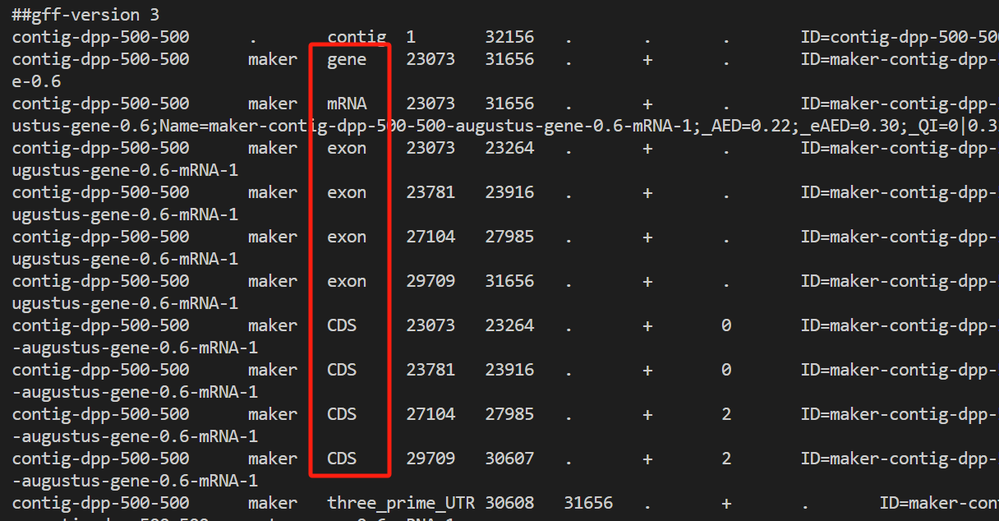 ##gff-version 3
contig-dpp-500-500 . contig 1 32156 . . . ID=contig-dpp-500-50
contig-dpp-500-500 maker gene 23073 31656 . + . ID=maker-contig-dpp-
e-0.6
contig-dpp-500-500 maker mRNA 23073 31656 . + . ID=maker-contig-dpp-
ustus-gene-0.6;Name=maker-contig-dpp-500-500-augustus-gene-0.6-mRNA-1;_AED=0.22;_eAED=0.30;_QI=0|0.3
contig-dpp-500-500 maker exon 23073 23264 . + . ID=maker-contig-dpp-
ugustus-gene-0.6-mRNA-1
contig-dpp-500-500 maker exon 23781 23916 . + . ID=maker-contig-dpp-
ugustus-gene-0.6-mRNA-1
contig-dpp-500-500 maker exon 27104 27985 . + . ID=maker-contig-dpp-
ugustus-gene-0.6-mRNA-1
contig-dpp-500-500 maker exon 29709 31656 . + . ID=maker-contig-dpp-
ugustus-gene-0.6-mRNA-1
contig-dpp-500-500 maker CDS 23073 23264 . + 0 ID=maker-contig-dpp-
-augustus-gene-0.6-mRNA-1
contig-dpp-500-500 maker CDS 23781 23916 . + 0 ID=maker-contig-dpp-
-augustus-gene-0.6-mRNA-1
contig-dpp-500-500 maker CDS 27104 27985 . + 2 ID=maker-contig-dpp-
-augustus-gene-0.6-mRNA-1
contig-dpp-500-500 maker CDS 29709 30607 . + 2 ID=maker-contig-dpp-
-augustus-gene-0.6-mRNA-1
contig-dpp-500-500 maker three_prime_UTR 30608 31656 . + . ID=maker-cont